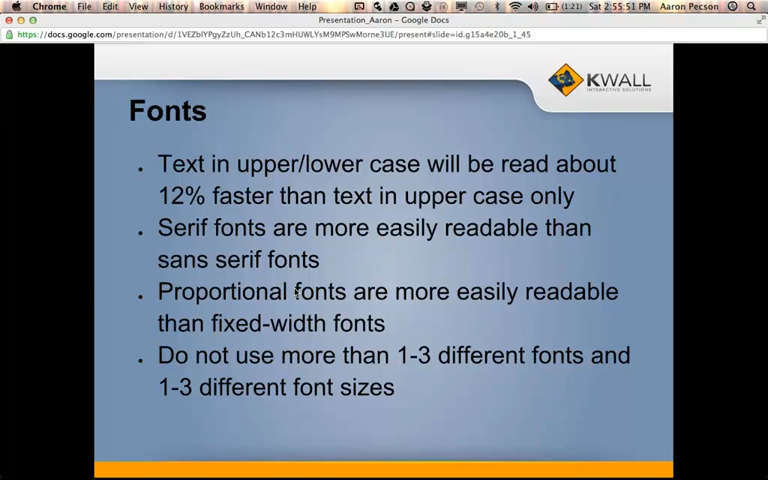 Chrome File Edit View History Bookmarks Window Help (1:21) Sat 2:55:51 PM Aaron Pecson
Presentation_Aaron – Google Docs
https://docs.google.com/presentation/d/1VEZbIYPgyZzUh_CANb12c3mHUWLYsM9MPSwMorne3UE/present#slide=id.g15a4e20b_1_45
KWALL
INTERACTIVE SOLUTIONS
Fonts
• Text in upper/lower case will be read about
12% faster than text in upper case only
• Serif fonts are more easily readable than
sans serif fonts
• Proportional fonts are more easily readable
than fixed-width fonts
• Do not use more than 1-3 different fonts and
1-3 different font sizes